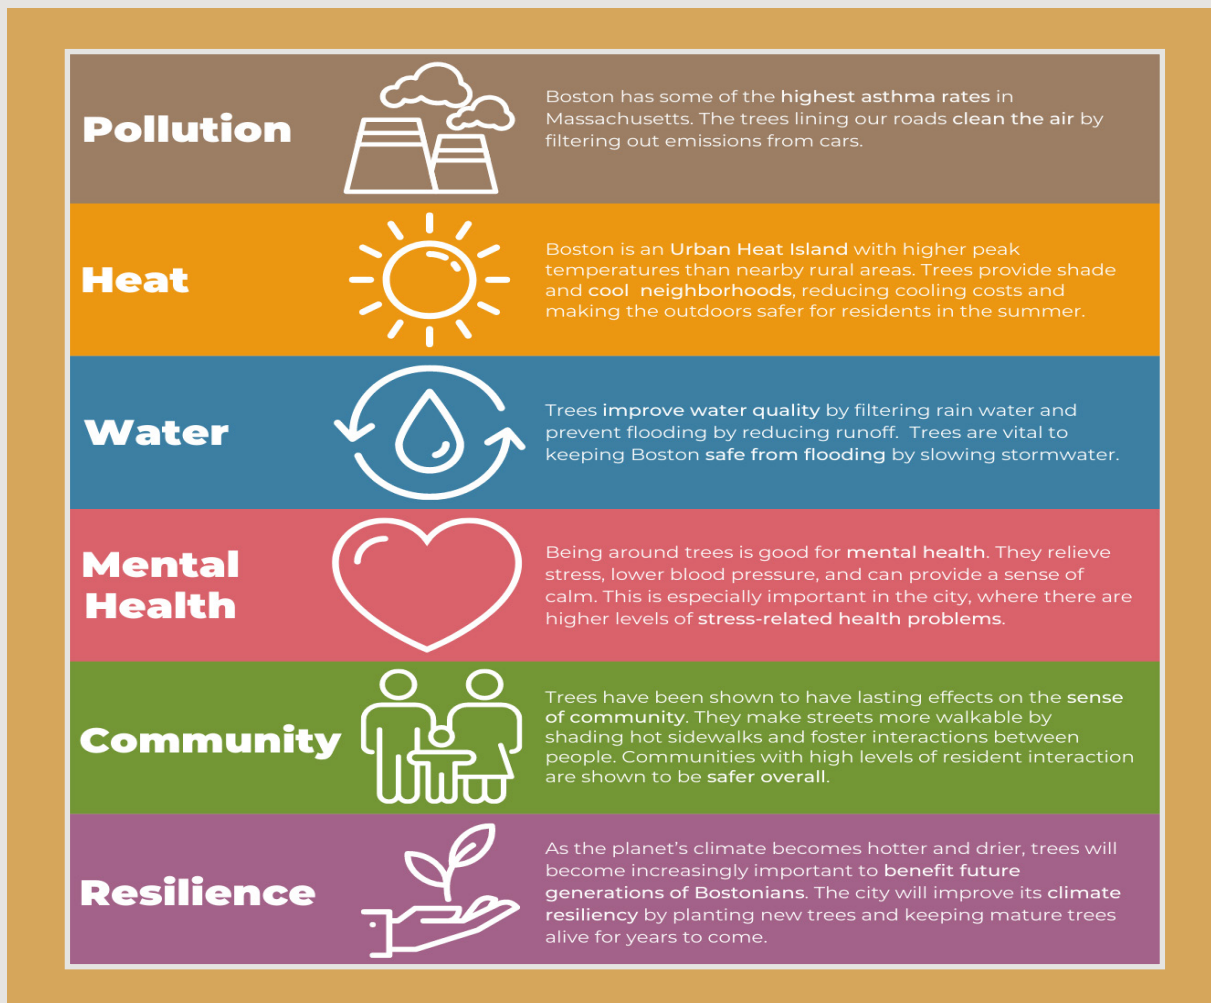 Pollution
Boston has some of the highest asthma rates in
Massachusetts. The trees lining our roads clean the air by
filtering out emissions from cars.
Heat
Boston is an Urban Heat Island with higher peak
temperatures than nearby rural areas. Trees provide shade
and cool  neighborhoods, reducing cooling costs and
making the outdoors safer for residents in the summer.
Water
Trees improve water quality by filtering rain water and
prevent flooding by reducing runoff.  Trees are vital to
keeping Boston safe from flooding by slowing stormwater.
Mental
Health
Being around trees is good for mental health. They relieve
stress, lower blood pressure, and can provide a sense of
calm. This is especially important in the city, where there are
higher levels of stress-related health problems.
Community
Trees have been shown to have lasting effects on the sense
of community. They make streets more walkable by
shading hot sidewalks and foster interactions between
people. Communities with high levels of resident interaction
are shown to be safer overall.
Resilience
As the planet’s climate becomes hotter and drier, trees will
become increasingly important to benefit future
generations of Bostonians. The city will improve its climate
resiliency by planting new trees and keeping mature trees
alive for years to come.